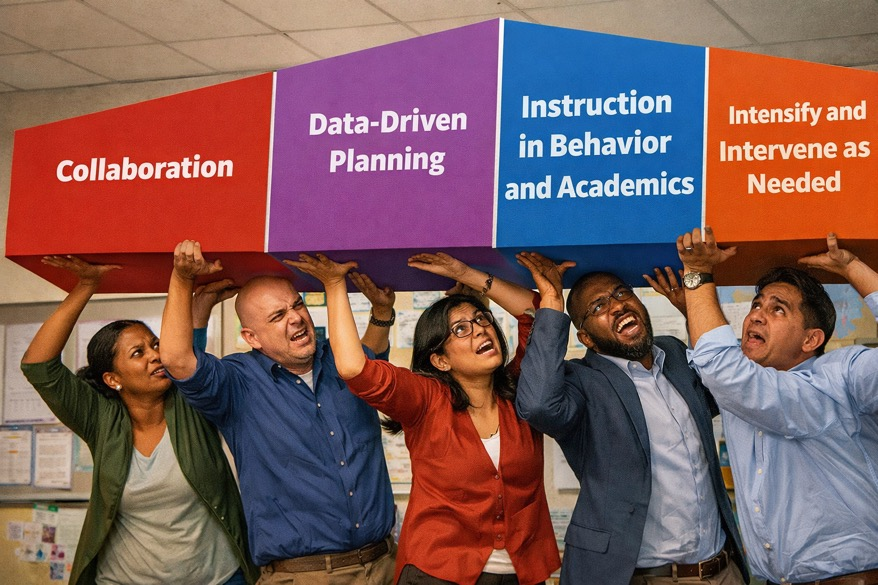 Collaboration
Data-Driven
Planning
Instruction
in Behavior
and Academics
Intensify and
Intervene as
Needed